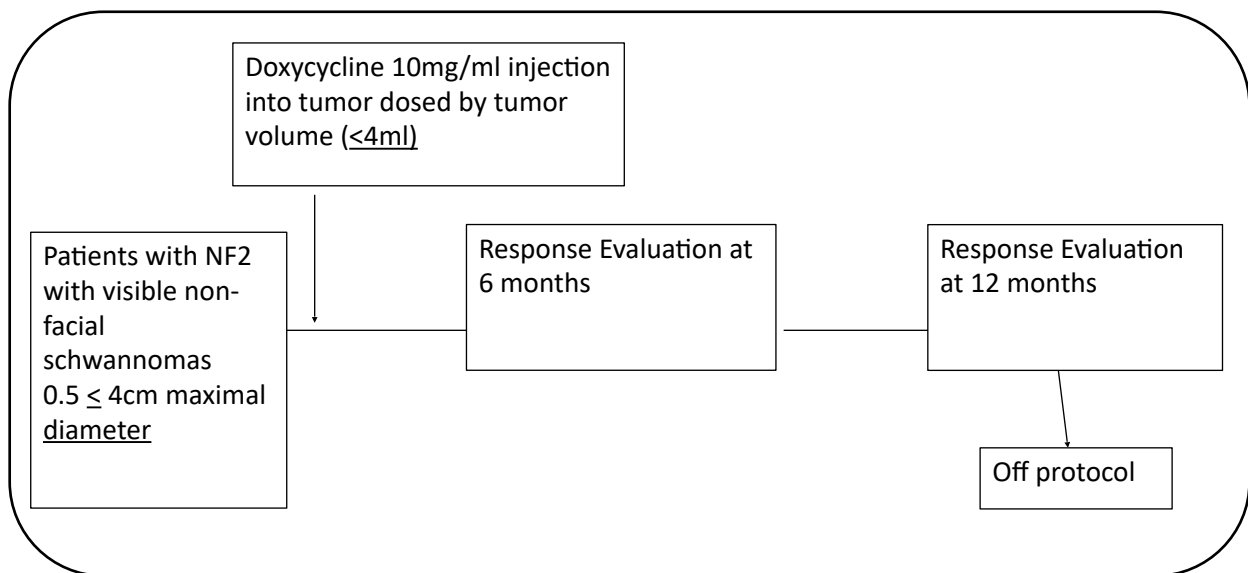 Doxycycline 10mg/ml injection
into tumor dosed by tumor
volume (<4ml)
Patients with NF2
with visible non-
facial
schwannomas
0.5 < 4cm maximal
diameter
Response Evaluation at
6 months
Response Evaluation
at 12 months
Off protocol